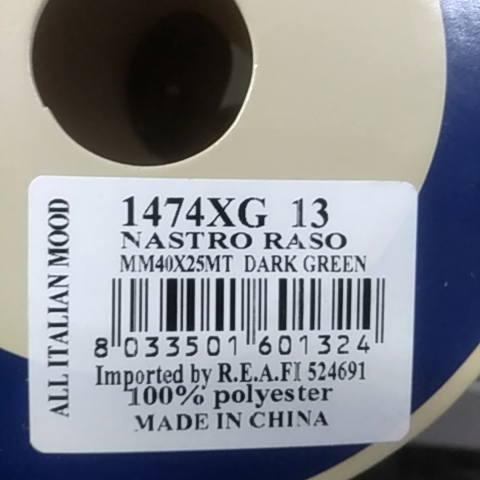 ALL ITALIAN MOOD
1474XG 13
NASTRO RASO
MM40X25MT DARK GREEN
8 033501 601324
Imported by R.E.A.FI 524691
100% polyester
MADE IN CHINA